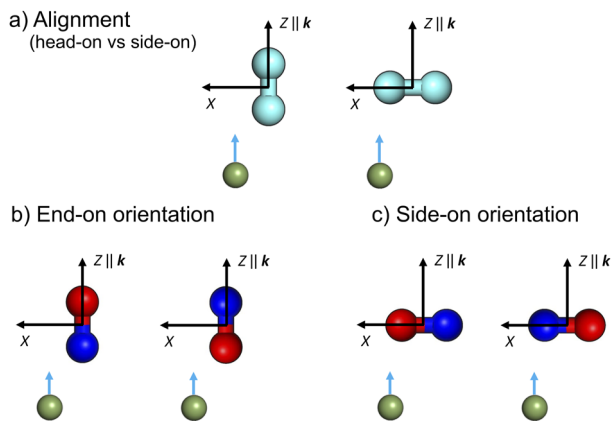 a) Alignment
(head-on vs side-on)
Z || k
X
Z || k
X
b) End-on orientation
Z || k
X
Z || k
X
c) Side-on orientation
Z || k
X
Z || k
X